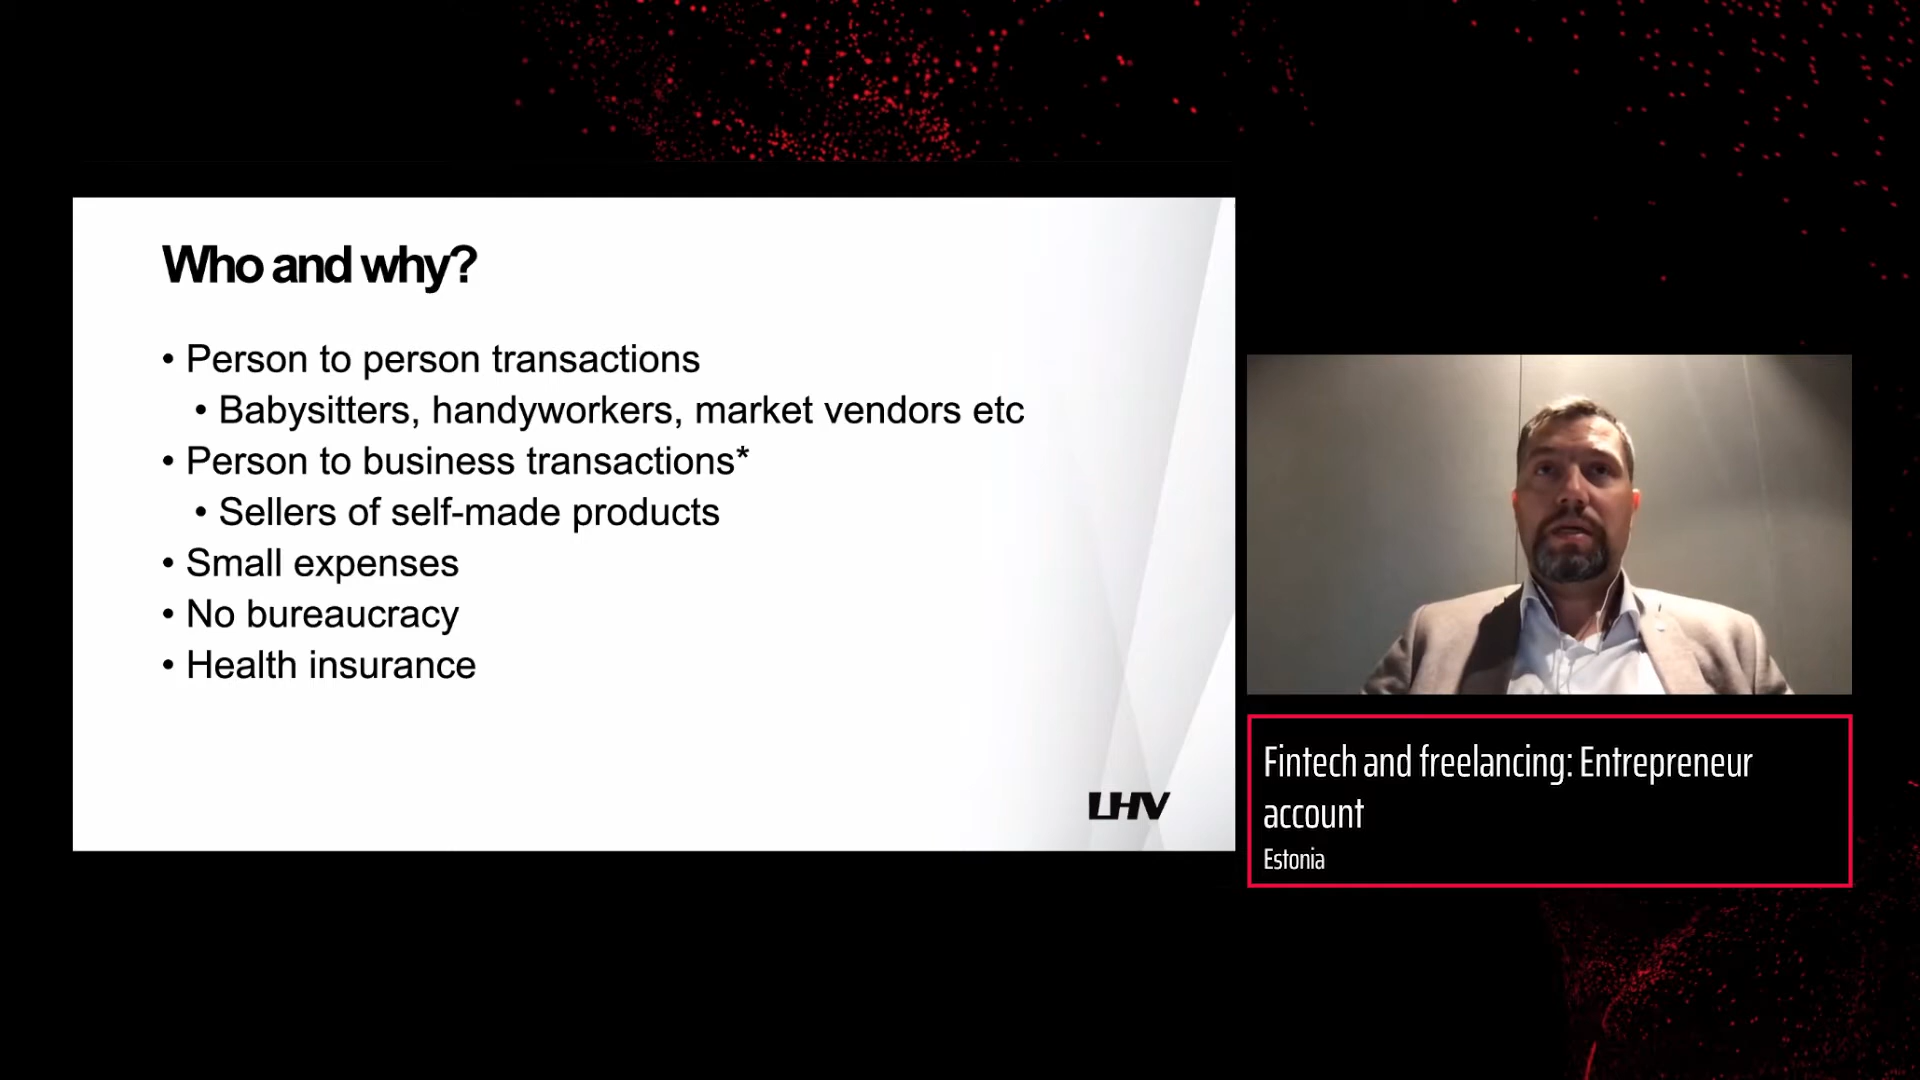 Who and why?
• Person to person transactions
• Babysitters, handyworkers, market vendors etc
• Person to business transactions*
• Sellers of self-made products
• Small expenses
• No bureaucracy
• Health insurance
LHV
Fintech and freelancing: Entrepreneur
account
Estonia